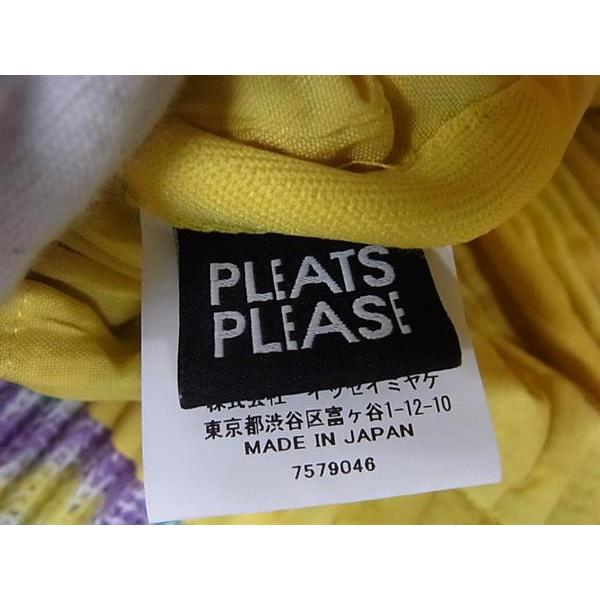 PLEATS
PLEASE
株式会社 イッセイミヤケ
東京都渋谷区富ヶ谷1-12-10
MADE IN JAPAN
7579046